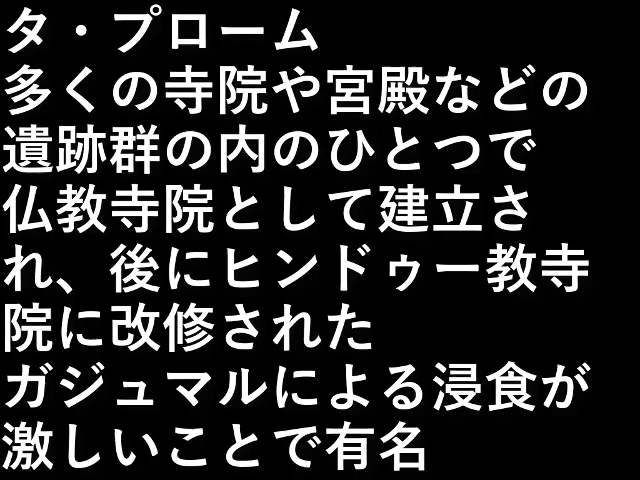 タ・プローム
多くの寺院や宮殿などの
遺跡群の内のひとつで
仏教寺院として建立さ
れ、後にヒンドゥー教寺
院に改修された
ガジュマルによる浸食が
激しいことで有名